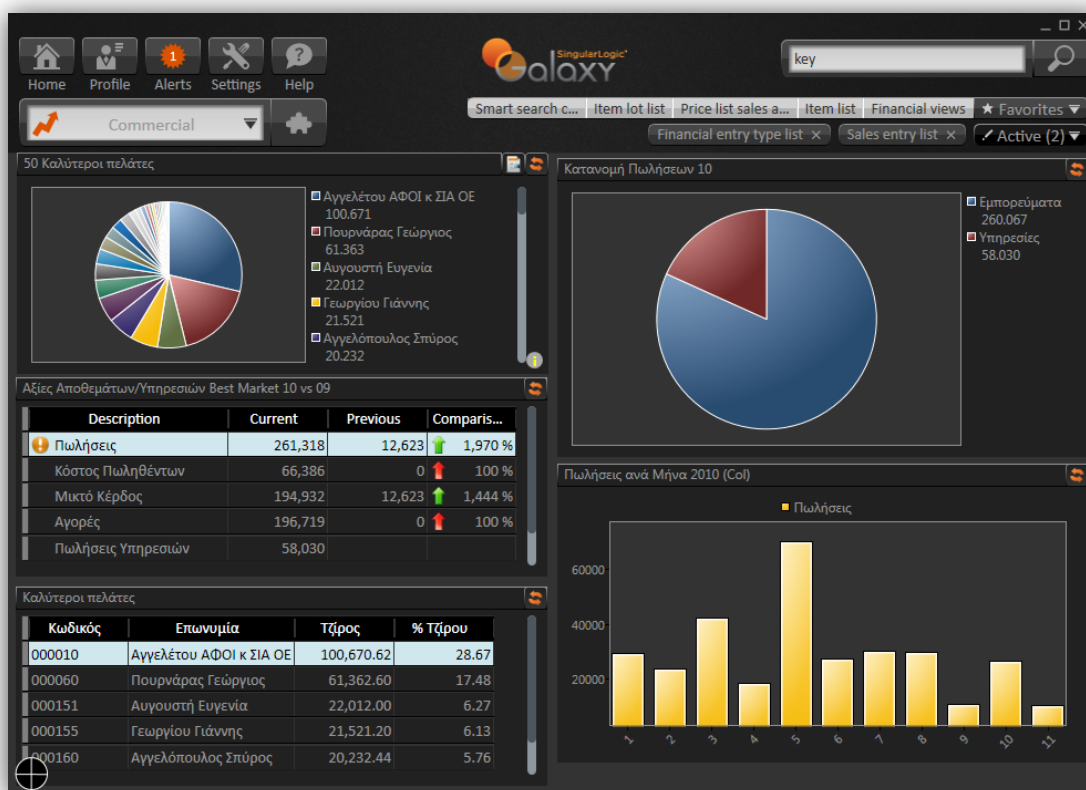 SingularLogic
Galaxy
key
1
Home Profile Alerts Settings Help
Commercial
Smart search c... Item lot list Price list sales a... Item list Financial views ★ Favorites
Financial entry type list × Sales entry list × Active (2)
50 Καλύτεροι πελάτες
Αγγελέτου ΑΦΟΙ κ ΣΙΑ ΟΕ
100.671
Πουρνάρας Γεώργιος
61.363
Αυγουστή Ευγενία
22.012
Γεωργίου Γιάννης
21.521
Αγγελόπουλος Σπύρος
20.232
Κατανομή Πωλήσεων 10
Εμπορεύματα
260.067
Υπηρεσίες
58.030
Αξίες Αποθεμάτων/Υπηρεσιών Best Market 10 vs 09
Description Current Previous Comparis...
Πωλήσεις 261,318 12,623 1,970 %
Κόστος Πωληθέντων 66,386 0 100 %
Μικτό Κέρδος 194,932 12,623 1,444 %
Αγορές 196,719 0 100 %
Πωλήσεις Υπηρεσιών 58,030
Καλύτεροι πελάτες
Κωδικός Επωνυμία Τζίρος % Τζίρου
000010 Αγγελέτου ΑΦΟΙ κ ΣΙΑ ΟΕ 100,670.62 28.67
000060 Πουρνάρας Γεώργιος 61,362.60 17.48
000151 Αυγουστή Ευγενία 22,012.00 6.27
000155 Γεωργίου Γιάννης 21,521.20 6.13
000160 Αγγελόπουλος Σπύρος 20,232.44 5.76
Πωλήσεις ανά Μήνα 2010 (Col)
Πωλήσεις
60000
40000
20000
1 2 3 4 5 6 7 8 9 10 11